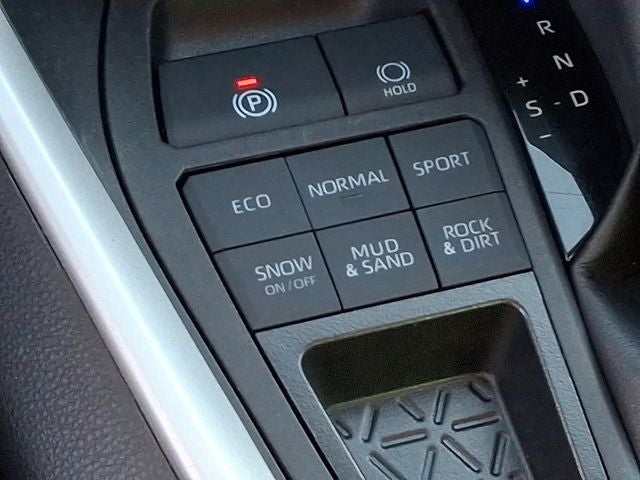 P
HOLD
R
N
+
S - D
-
ECO
NORMAL
SPORT
SNOW
ON/OFF
MUD
& SAND
ROCK
& DIRT